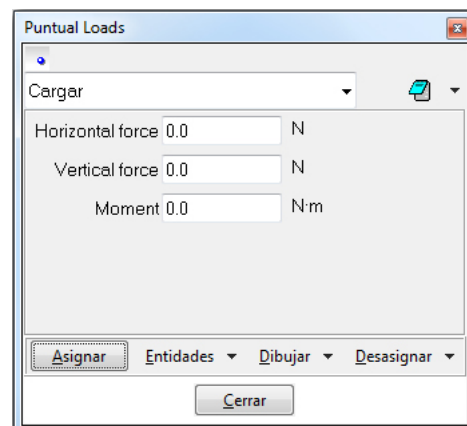 Puntual Loads
Cargar
Horizontal force 0.0 N
Vertical force 0.0 N
Moment 0.0 N·m
Asignar Entidades Dibujar Desasignar
Cerrar